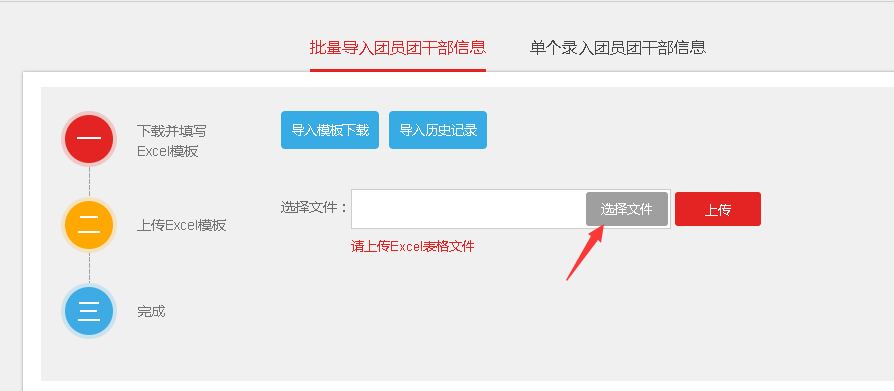 批量导入团员团干部信息
单个录入团员团干部信息
一
下载并填写
Excel模板
导入模板下载
导入历史记录
二
上传Excel模板
选择文件：
选择文件
上传
请上传Excel表格文件
三
完成